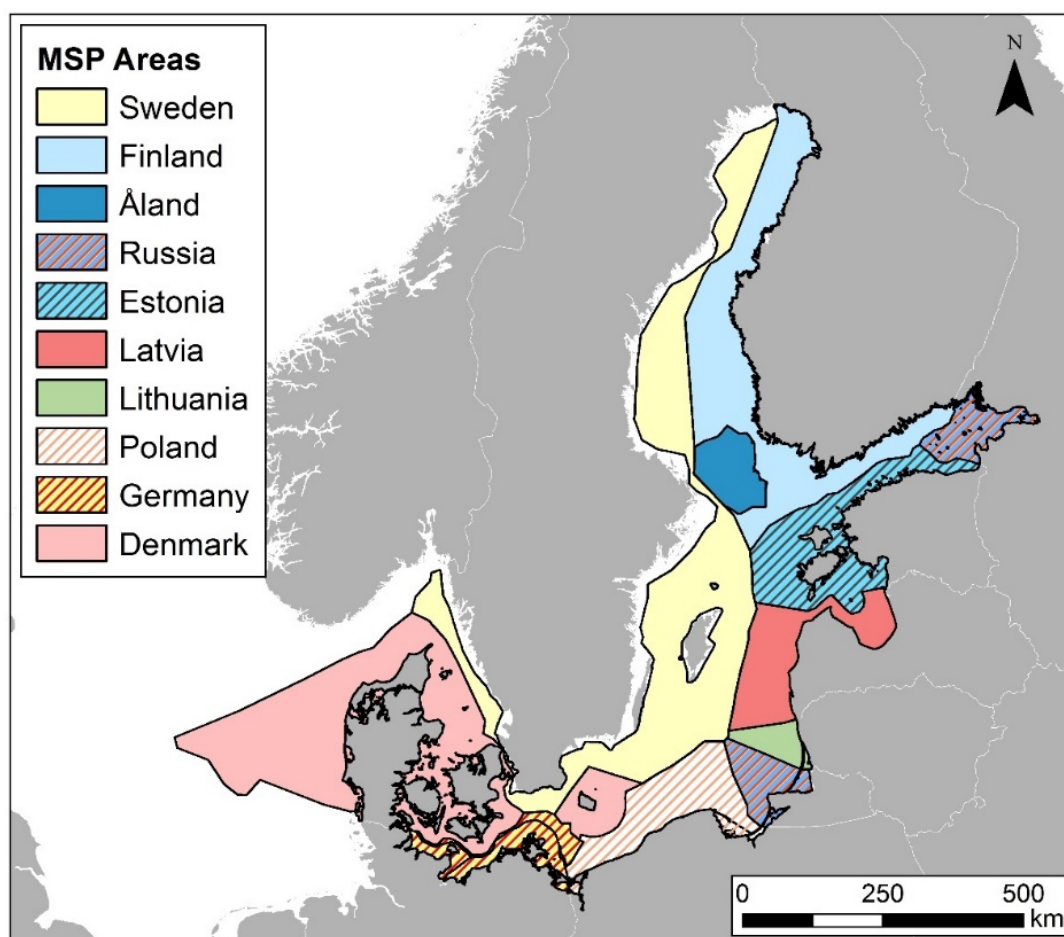 N
MSP Areas
Sweden
Finland
Åland
Russia
Estonia
Latvia
Lithuania
Poland
Germany
Denmark
0 250 500
km